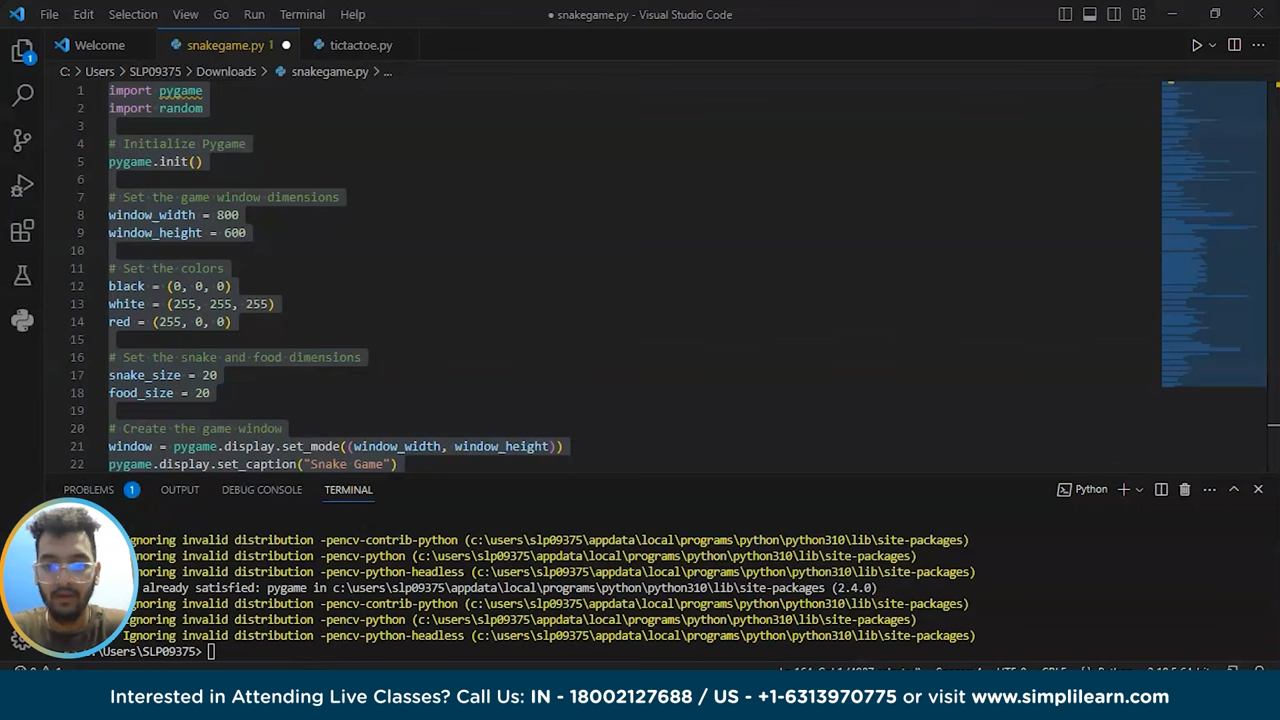 File Edit Selection View Go Run Terminal Help
● snakegame.py - Visual Studio Code
Welcome snakegame.py 1 tictactoe.py
C: > Users > SLP09375 > Downloads > snakegame.py > ...
1 import pygame
2 import random
3
4 # Initialize Pygame
5 pygame.init()
6
7 # Set the game window dimensions
8 window_width = 800
9 window_height = 600
10
11 # Set the colors
12 black = (0, 0, 0)
13 white = (255, 255, 255)
14 red = (255, 0, 0)
15
16 # Set the snake and food dimensions
17 snake_size = 20
18 food_size = 20
19
20 # Create the game window
21 window = pygame.display.set_mode((window_width, window_height))
22 pygame.display.set_caption("Snake Game")
PROBLEMS 1 OUTPUT DEBUG CONSOLE TERMINAL Python
gnoring invalid distribution -pencv-contrib-python (c:\users\slp09375\appdata\local\programs\python\python310\lib\site-packages)
gnoring invalid distribution -pencv-python (c:\users\slp09375\appdata\local\programs\python\python310\lib\site-packages)
gnoring invalid distribution -pencv-python-headless (c:\users\slp09375\appdata\local\programs\python\python310\lib\site-packages)
already satisfied: pygame in c:\users\slp09375\appdata\local\programs\python\python310\lib\site-packages (2.4.0)
gnoring invalid distribution -pencv-contrib-python (c:\users\slp09375\appdata\local\programs\python\python310\lib\site-packages)
Ignoring invalid distribution -pencv-python (c:\users\slp09375\appdata\local\programs\python\python310\lib\site-packages)
Ignoring invalid distribution -pencv-python-headless (c:\users\slp09375\appdata\local\programs\python\python310\lib\site-packages)
\Users\SLP09375>
Interested in Attending Live Classes? Call Us: IN - 18002127688 / US - +1-6313970775 or visit www.simplilearn.com